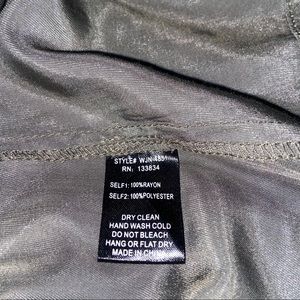 STYLE# WJN
RN. 133834
SELF1: 100%RAYON
SELF2: 100%POLYESTER
DRY CLEAN
HAND WASH COLD
DO NOT BLEACH
HANG OR FLAT DRY
MADE IN CHINA